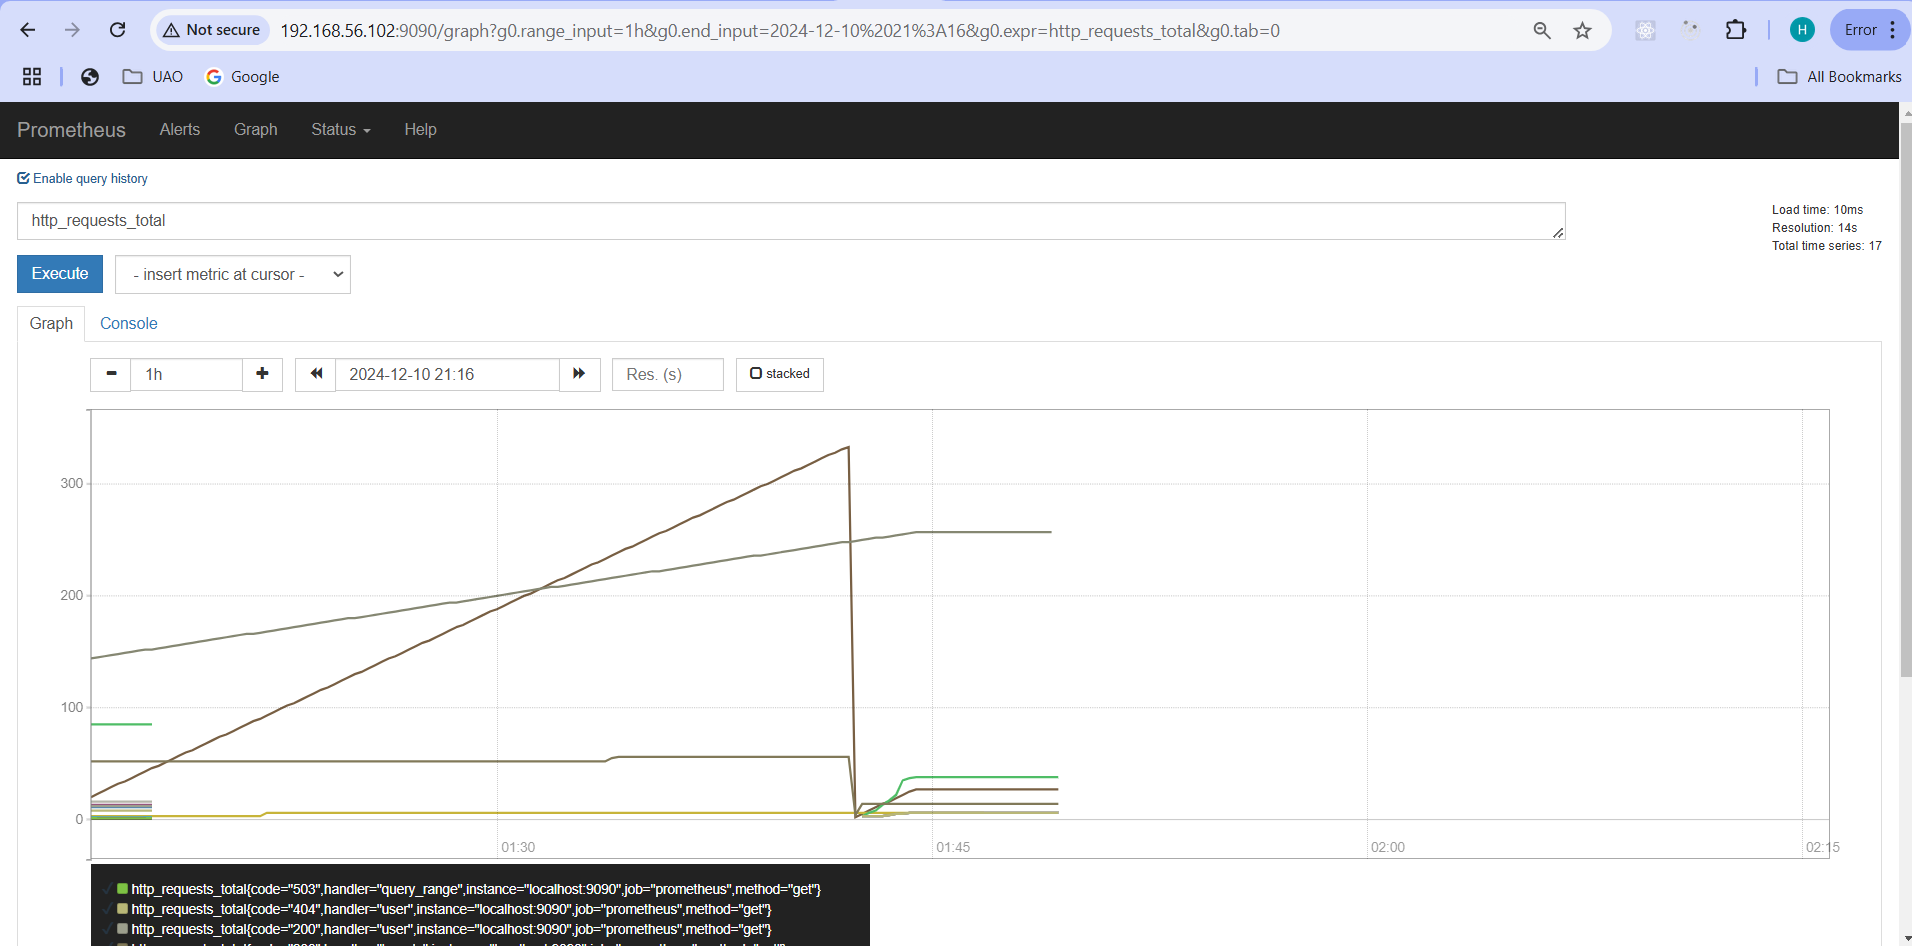 Not secure 192.168.56.102:9090/graph?g0.range_input=1h&g0.end_input=2024-12-10%2021%3A16&g0.expr=http_requests_total&g0.tab=0 H Error
UAO Google All Bookmarks
Prometheus Alerts Graph Status Help
Enable query history
http_requests_total
Load time: 10ms
Resolution: 14s
Total time series: 17
Execute - insert metric at cursor -
Graph Console
1h 2024-12-10 21:16 Res. (s) stacked
300
200
100
0
01:30 01:45 02:00 02:15
http_requests_total{code="503",handler="query_range",instance="localhost:9090",job="prometheus",method="get"}
http_requests_total{code="404",handler="user",instance="localhost:9090",job="prometheus",method="get"}
http_requests_total{code="200",handler="user",instance="localhost:9090",job="prometheus",method="get"}